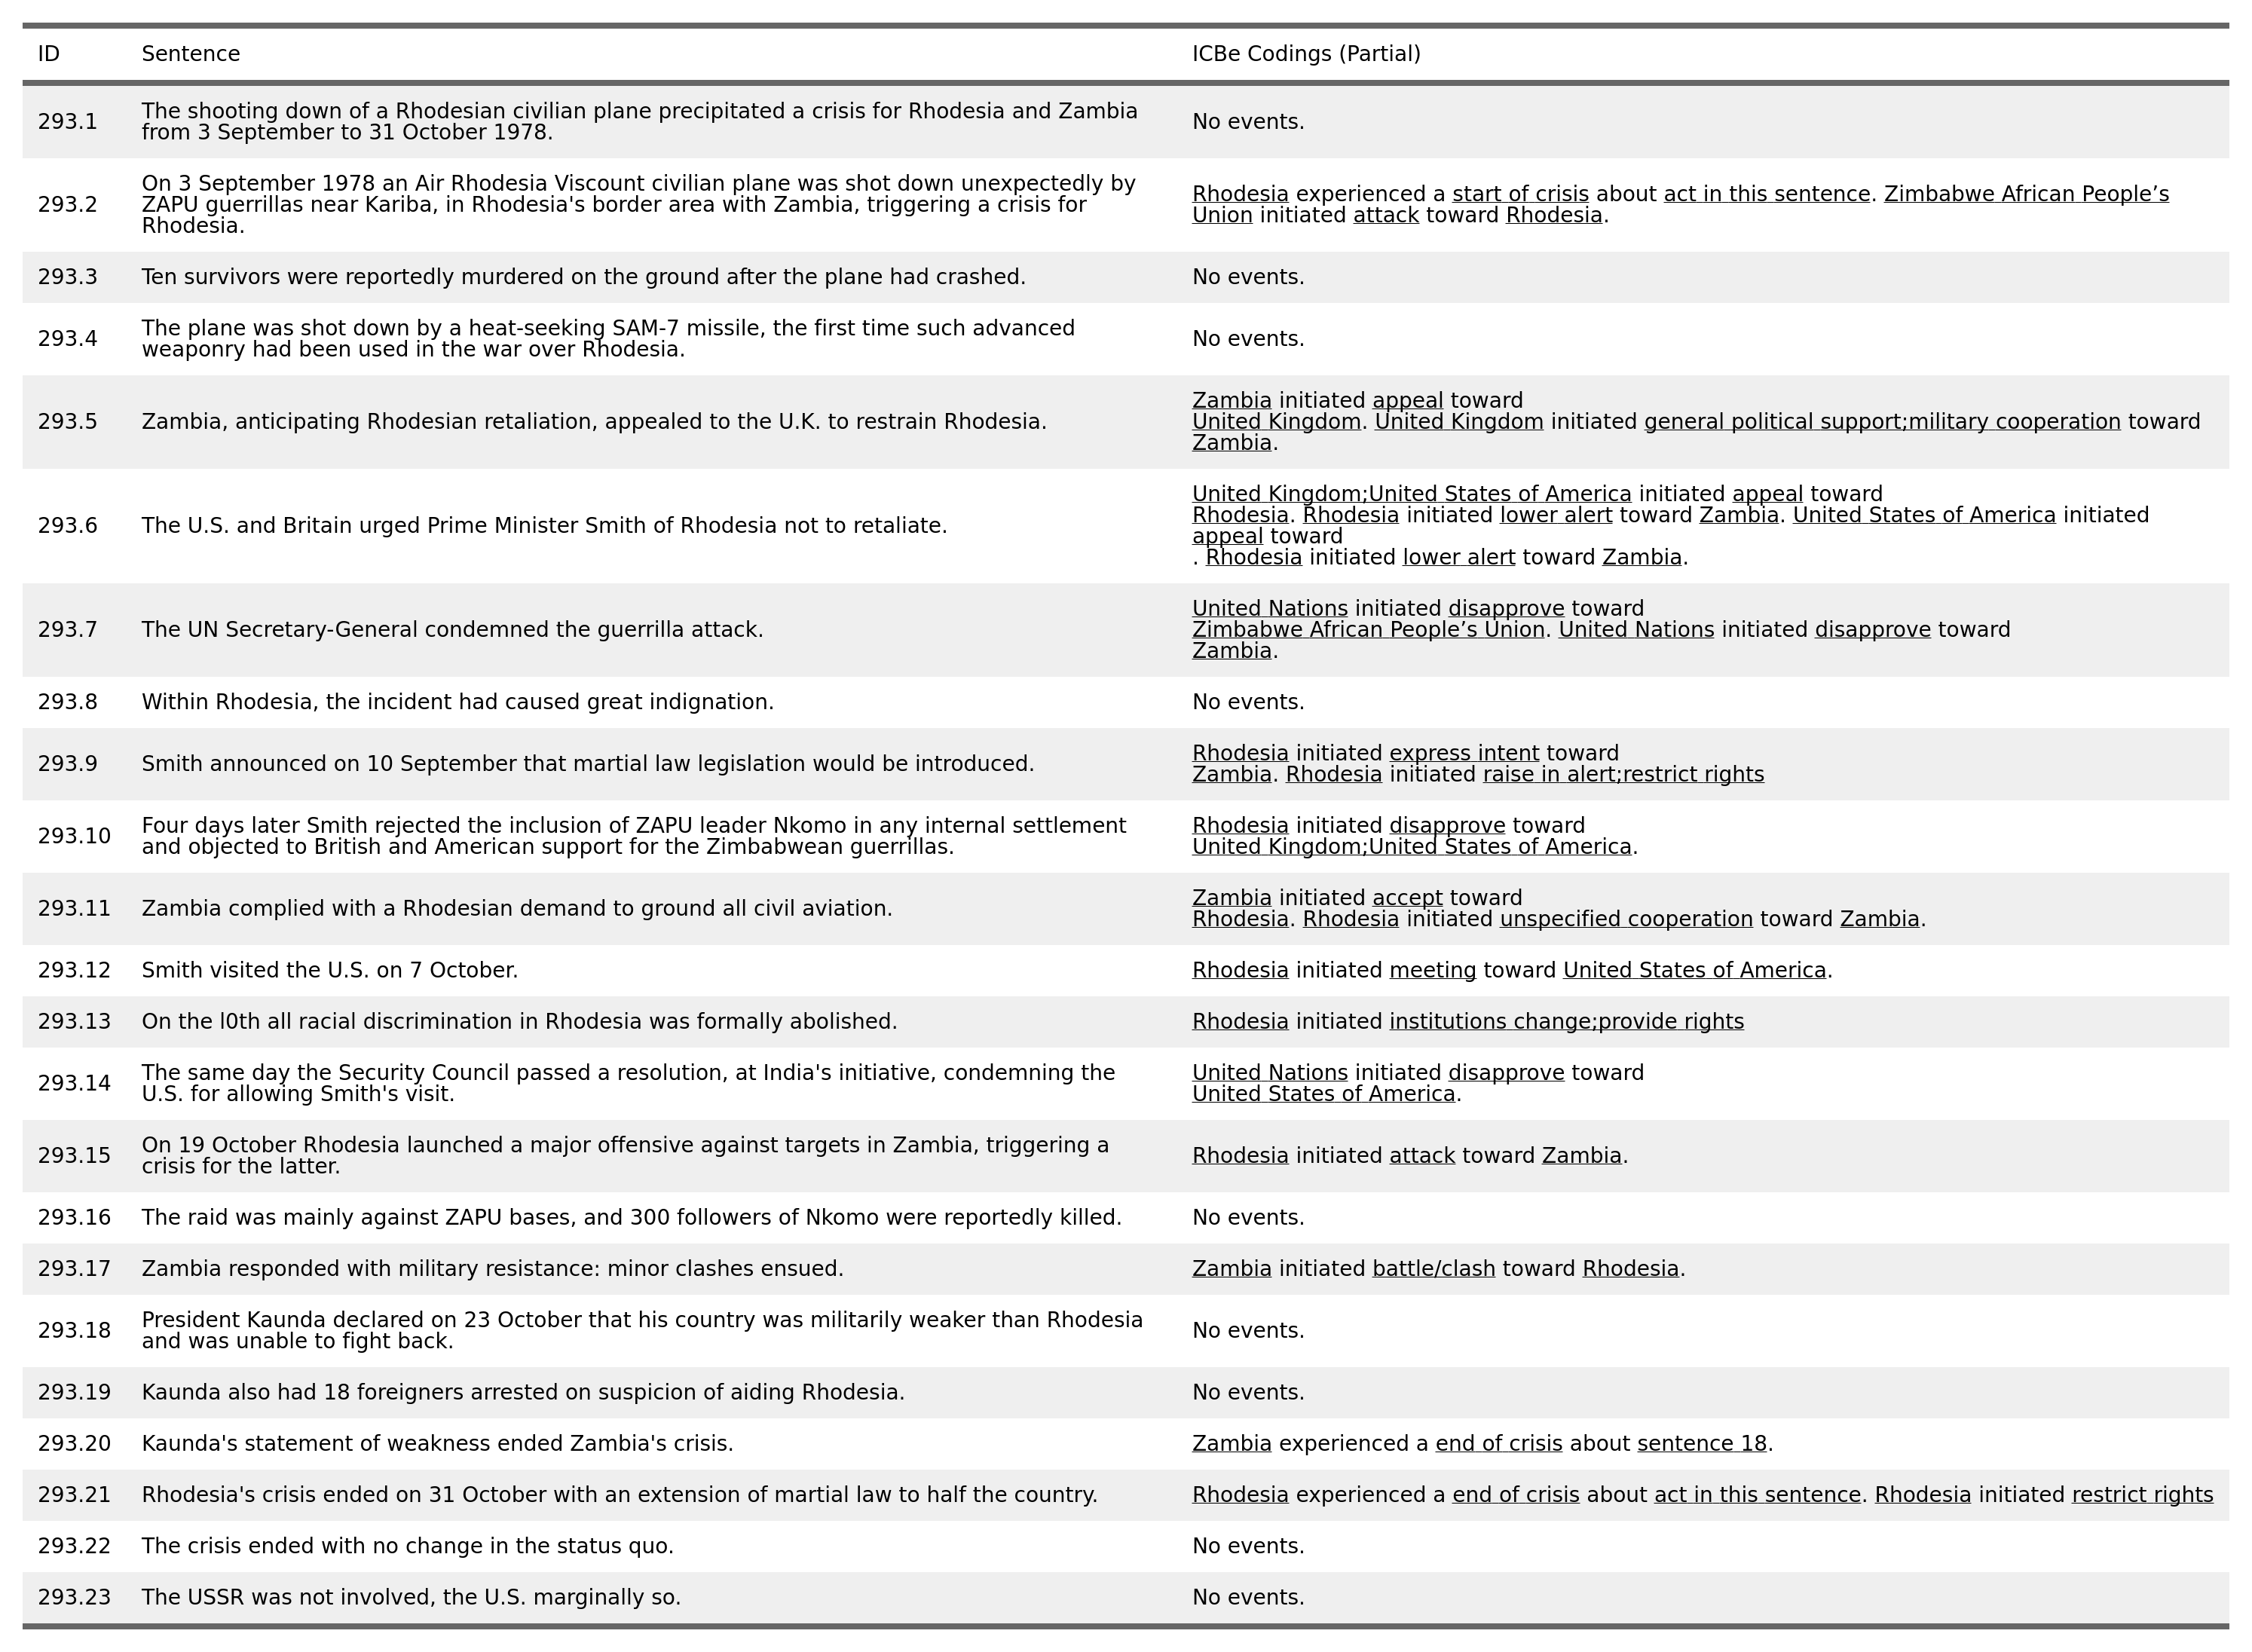 ID Sentence ICBe Codings (Partial)
293.1 The shooting down of a Rhodesian civilian plane precipitated a crisis for Rhodesia and Zambia
from 3 September to 31 October 1978.
No events.
293.2 On 3 September 1978 an Air Rhodesia Viscount civilian plane was shot down unexpectedly by
ZAPU guerrillas near Kariba, in Rhodesia's border area with Zambia, triggering a crisis for
Rhodesia.
Rhodesia experienced a start of crisis about act in this sentence. Zimbabwe African People’s
Union initiated attack toward Rhodesia.
293.3 Ten survivors were reportedly murdered on the ground after the plane had crashed.
No events.
293.4 The plane was shot down by a heat-seeking SAM-7 missile, the first time such advanced
weaponry had been used in the war over Rhodesia.
No events.
293.5 Zambia, anticipating Rhodesian retaliation, appealed to the U.K. to restrain Rhodesia.
Zambia initiated appeal toward
United Kingdom. United Kingdom initiated general political support;military cooperation toward
Zambia.
293.6 The U.S. and Britain urged Prime Minister Smith of Rhodesia not to retaliate.
United Kingdom;United States of America initiated appeal toward
Rhodesia. Rhodesia initiated lower alert toward Zambia. United States of America initiated
appeal toward
. Rhodesia initiated lower alert toward Zambia.
293.7 The UN Secretary-General condemned the guerrilla attack.
United Nations initiated disapprove toward
Zimbabwe African People’s Union. United Nations initiated disapprove toward
Zambia.
293.8 Within Rhodesia, the incident had caused great indignation.
No events.
293.9 Smith announced on 10 September that martial law legislation would be introduced.
Rhodesia initiated express intent toward
Zambia. Rhodesia initiated raise in alert;restrict rights
293.10 Four days later Smith rejected the inclusion of ZAPU leader Nkomo in any internal settlement
and objected to British and American support for the Zimbabwean guerrillas.
Rhodesia initiated disapprove toward
United Kingdom;United States of America.
293.11 Zambia complied with a Rhodesian demand to ground all civil aviation.
Zambia initiated accept toward
Rhodesia. Rhodesia initiated unspecified cooperation toward Zambia.
293.12 Smith visited the U.S. on 7 October.
Rhodesia initiated meeting toward United States of America.
293.13 On the l0th all racial discrimination in Rhodesia was formally abolished.
Rhodesia initiated institutions change;provide rights
293.14 The same day the Security Council passed a resolution, at India's initiative, condemning the
U.S. for allowing Smith's visit.
United Nations initiated disapprove toward
United States of America.
293.15 On 19 October Rhodesia launched a major offensive against targets in Zambia, triggering a
crisis for the latter.
Rhodesia initiated attack toward Zambia.
293.16 The raid was mainly against ZAPU bases, and 300 followers of Nkomo were reportedly killed.
No events.
293.17 Zambia responded with military resistance: minor clashes ensued.
Zambia initiated battle/clash toward Rhodesia.
293.18 President Kaunda declared on 23 October that his country was militarily weaker than Rhodesia
and was unable to fight back.
No events.
293.19 Kaunda also had 18 foreigners arrested on suspicion of aiding Rhodesia.
No events.
293.20 Kaunda's statement of weakness ended Zambia's crisis.
Zambia experienced a end of crisis about sentence 18.
293.21 Rhodesia's crisis ended on 31 October with an extension of martial law to half the country.
Rhodesia experienced a end of crisis about act in this sentence. Rhodesia initiated restrict rights
293.22 The crisis ended with no change in the status quo.
No events.
293.23 The USSR was not involved, the U.S. marginally so.
No events.